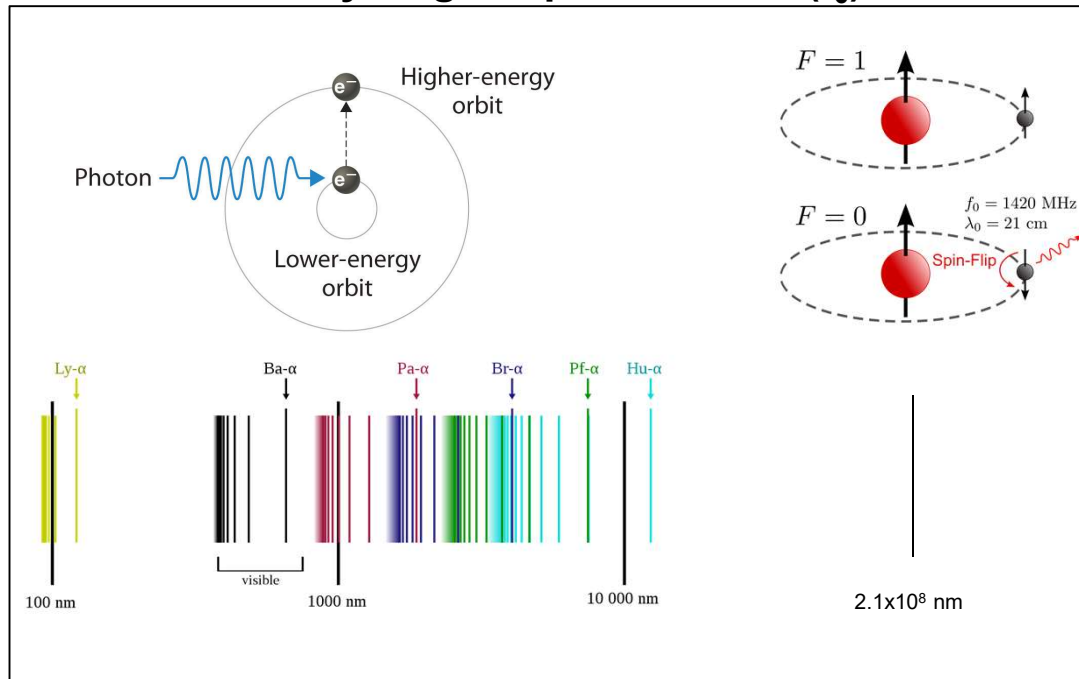 Higher-energy
orbit
Photon
e⁻
e⁻
Lower-energy
orbit
F = 1
F = 0
f₀ = 1420 MHz
λ₀ = 21 cm
Spin-Flip
Ly-α
Ba-α
Pa-α
Br-α
Pf-α
Hu-α
visible
100 nm
1000 nm
10 000 nm
2.1x10⁸ nm